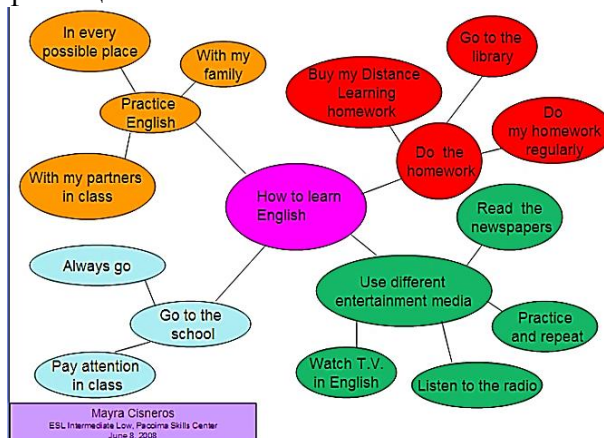 In every
possible place
With my
family
Practice
English
With my partners
in class
Buy my Distance
Learning
homework
Go to the
library
Do
my homework
regularly
Do the
homework
How to learn
English
Read the
newspapers
Use different
entertainment media
Practice
and repeat
Watch T.V.
in English
Listen to the radio
Always go
Go to the
school
Pay attention
in class
Mayra Cisneros
ESL Intermediate Low, Pacoima Skills Center
June 8, 2008